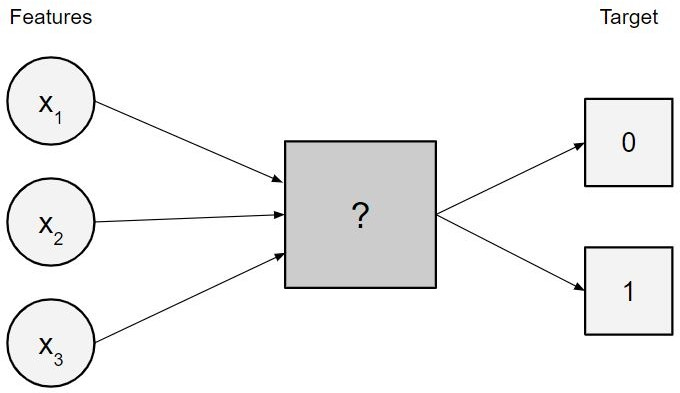 Features
Target
x₁
x₂
x₃
?
0
1